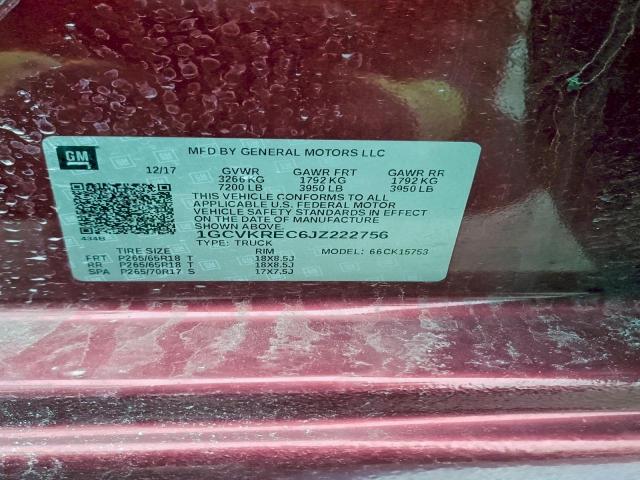 GM
MFD BY GENERAL MOTORS LLC
12/17 GVWR GAWR FRT GAWR RR
3266 KG 1792 KG 1792 KG
7200 LB 3950 LB 3950 LB
THIS VEHICLE CONFORMS TO ALL
APPLICABLE U.S. FEDERAL MOTOR
VEHICLE SAFETY STANDARDS IN EFFECT
ON THE DATE OF MANUFACTURE
SHOWN ABOVE
434B 1GCVKREC6JZ222756
TYPE: TRUCK
TIRE SIZE RIM MODEL: 66CK15753
FRT P265/65R18 T 18X8.5J
RR P265/65R18 T 18X8.5J
SPA P265/70R17 S 17X7.5J